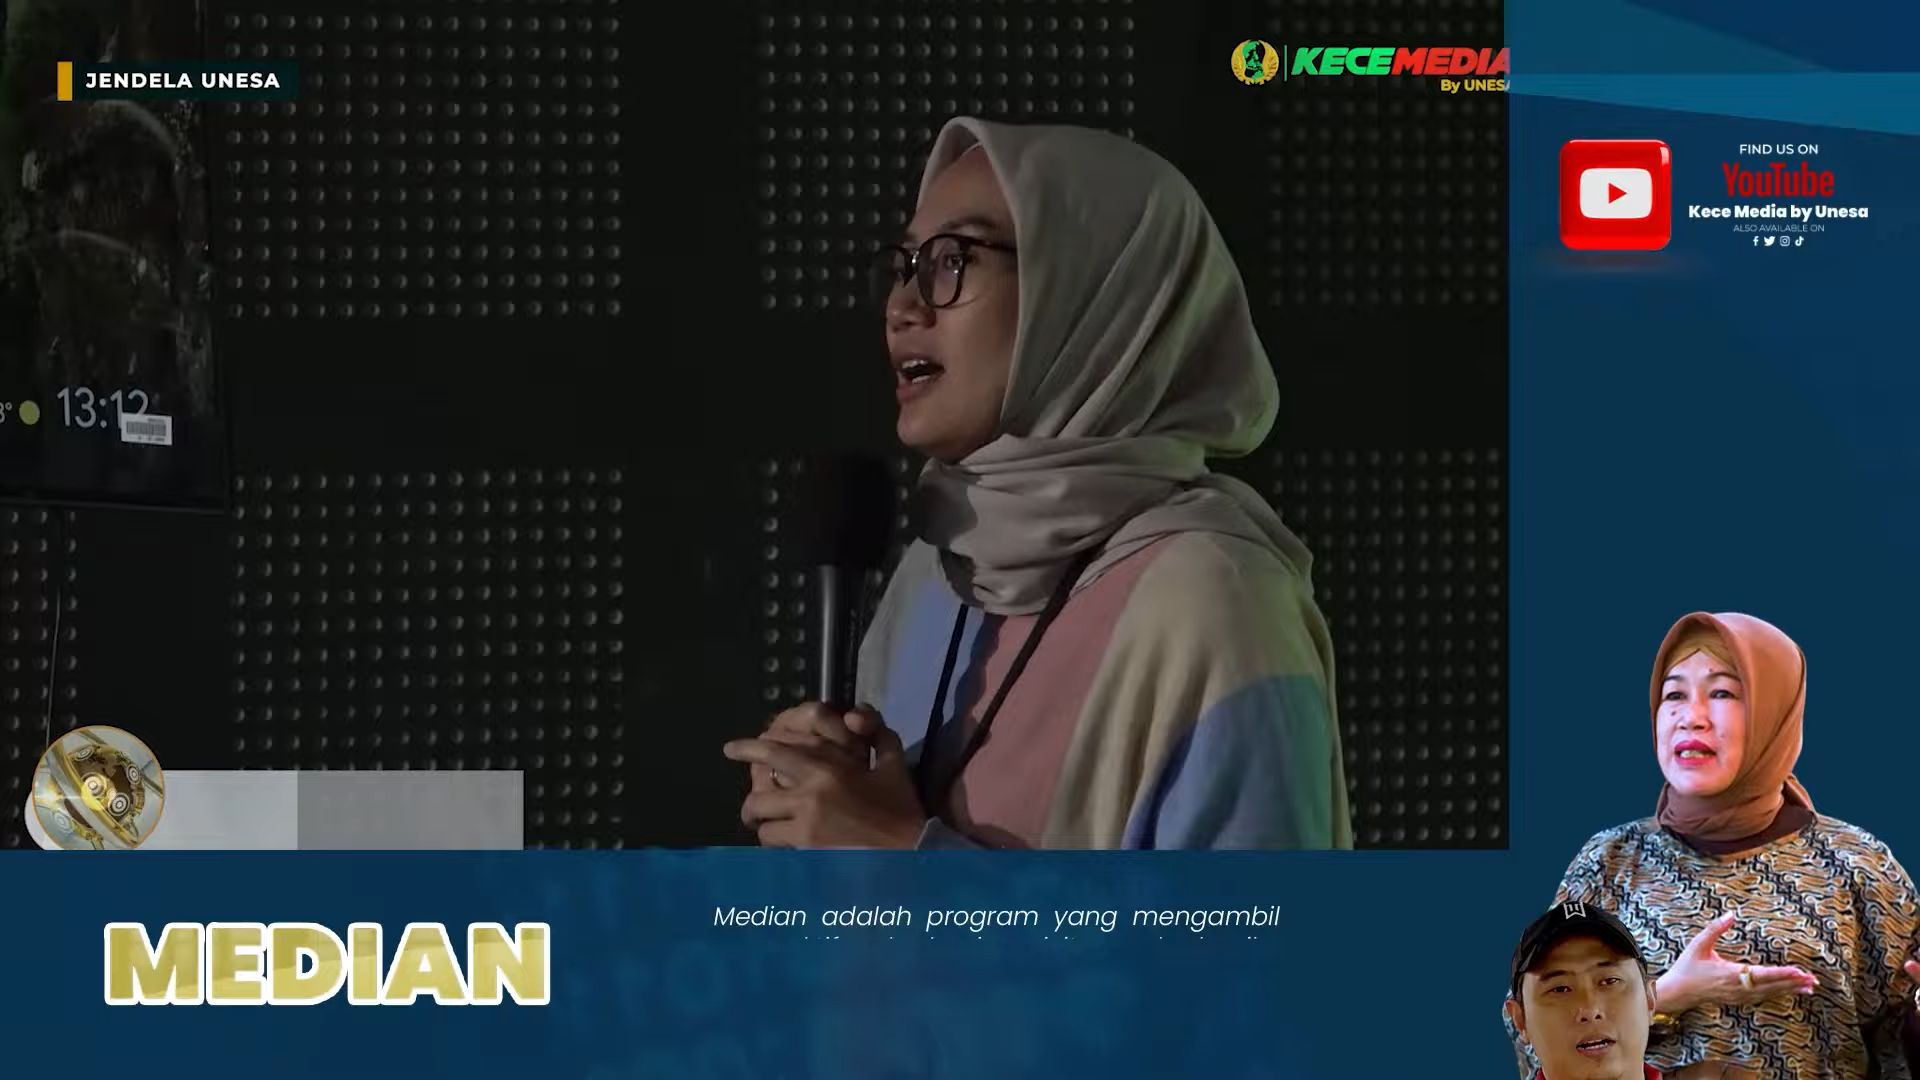 JENDELA UNESA
KECEMEDIA
By UNESA
FIND US ON
YouTube
Kece Media by Unesa
ALSO AVAILABLE ON
13:12
MEDIAN
Median adalah program yang mengambil